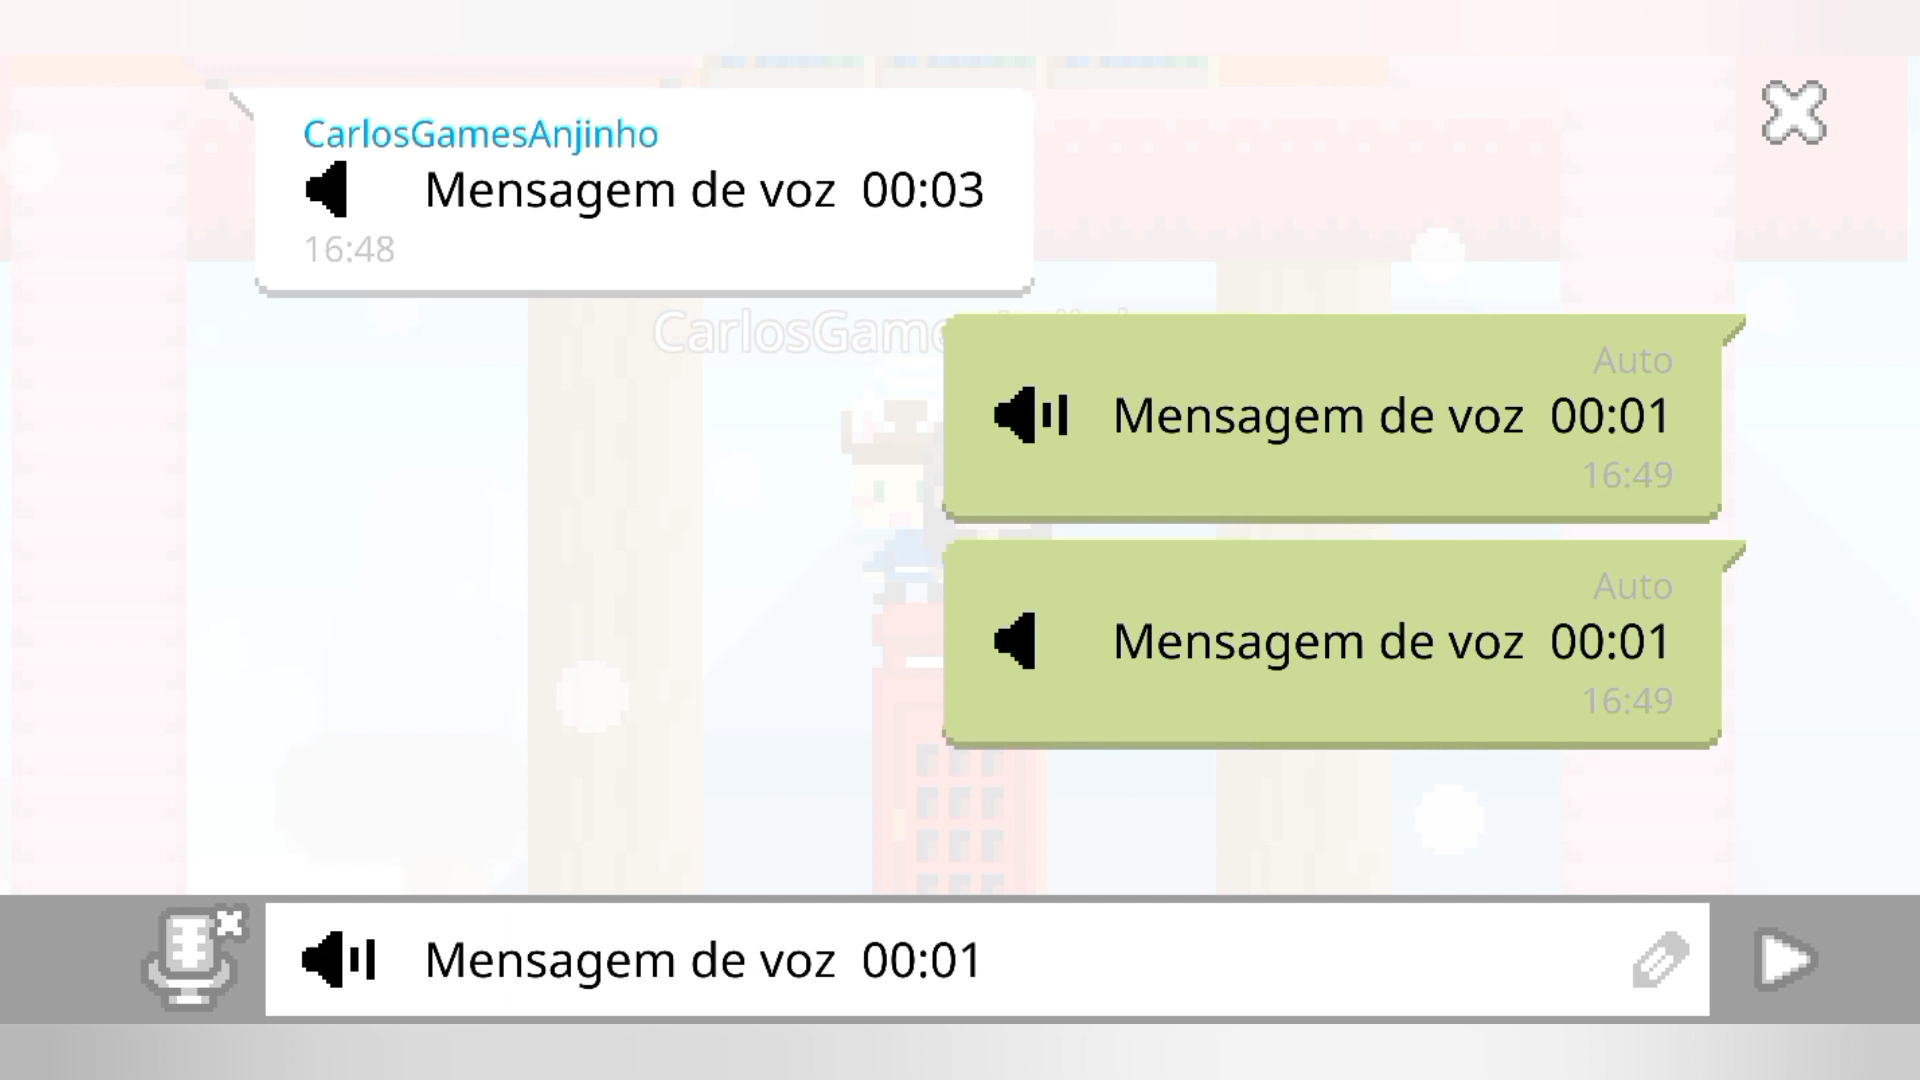 CarlosGamesAnjinho
Mensagem de voz 00:03
16:48
CarlosGame
Auto
Mensagem de voz 00:01
16:49
Auto
Mensagem de voz 00:01
16:49
Mensagem de voz 00:01